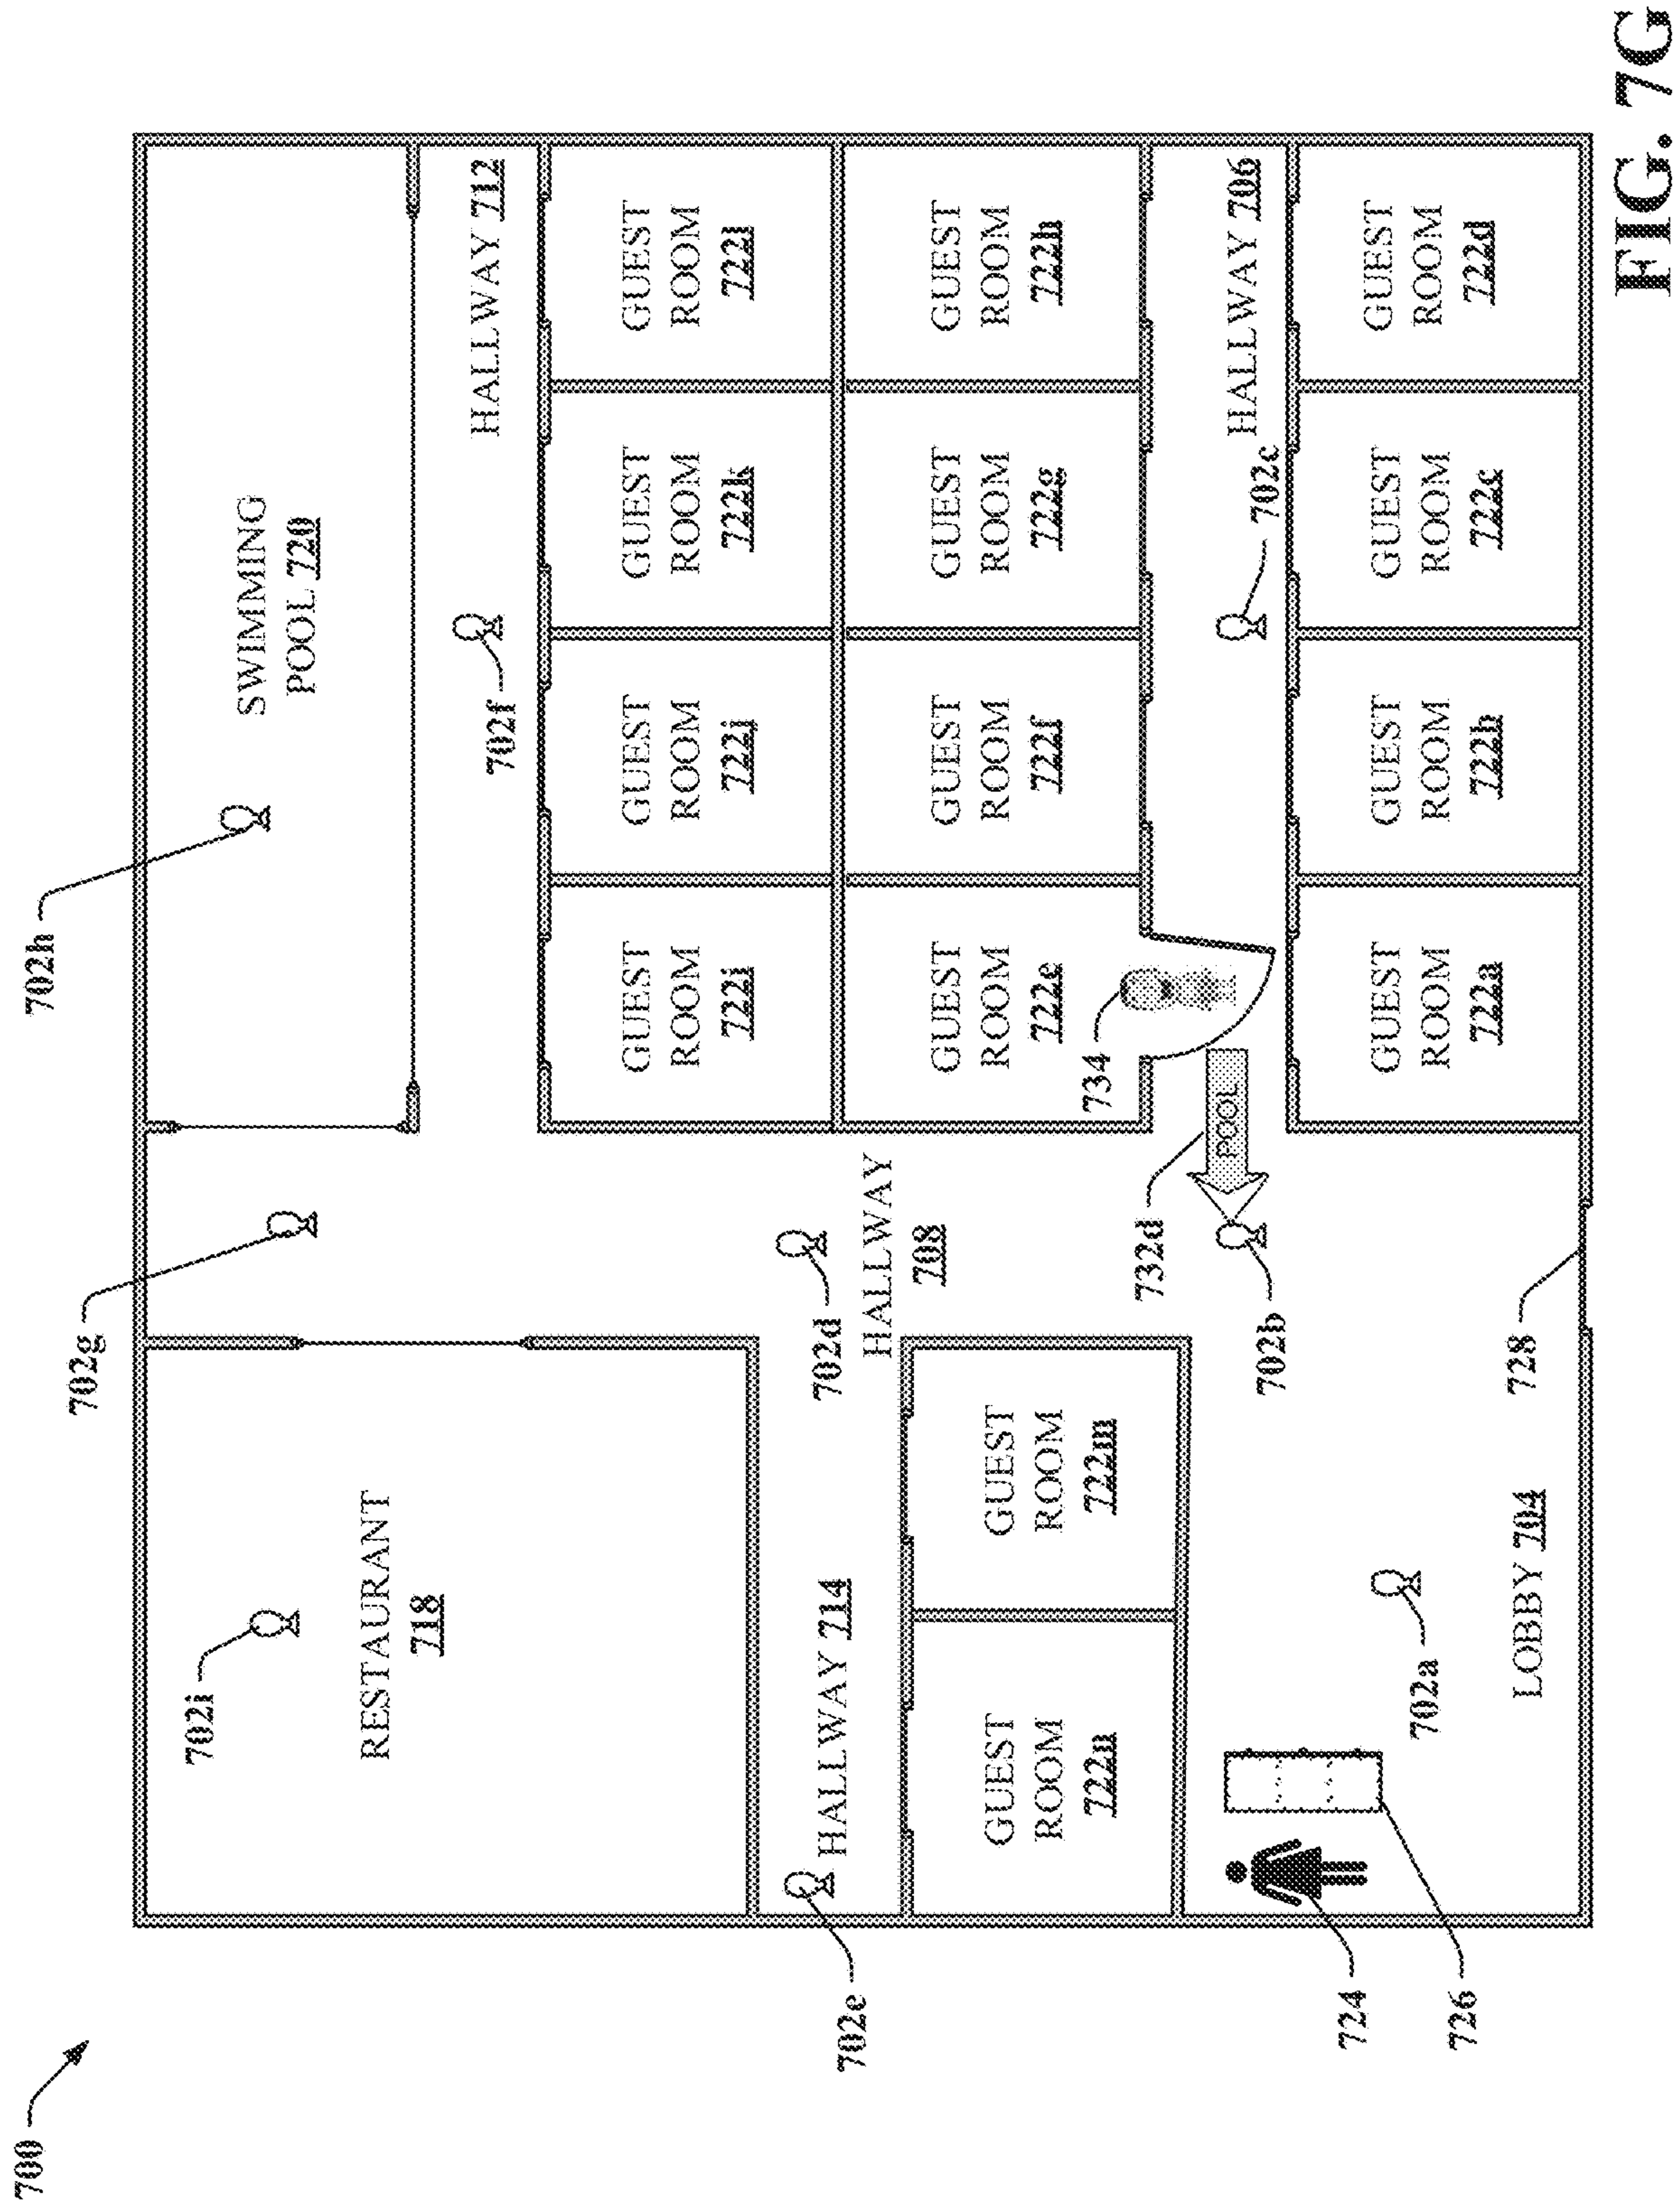 700
702h
702g
702i
SWIMMING
POOL 720
RESTAURANT
718
HALLWAY 712
702f
GUEST
ROOM
722i
GUEST
ROOM
722j
GUEST
ROOM
722k
GUEST
ROOM
722l
HALLWAY 714
702e
702d
HALLWAY
708
GUEST
ROOM
722n
GUEST
ROOM
722m
GUEST
ROOM
722e
GUEST
ROOM
722f
GUEST
ROOM
722g
GUEST
ROOM
722h
734
732d
POOL
HALLWAY 706
702b
702c
724
726
702a
LOBBY 704
728
GUEST
ROOM
722a
GUEST
ROOM
722b
GUEST
ROOM
722c
GUEST
ROOM
722d
FIG. 7G